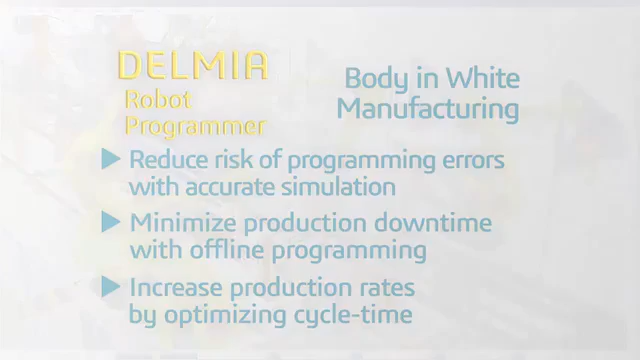 DELMIA
Robot
Programmer
Body in White
Manufacturing
Reduce risk of programming errors
with accurate simulation
Minimize production downtime
with offline programming
Increase production rates
by optimizing cycle-time